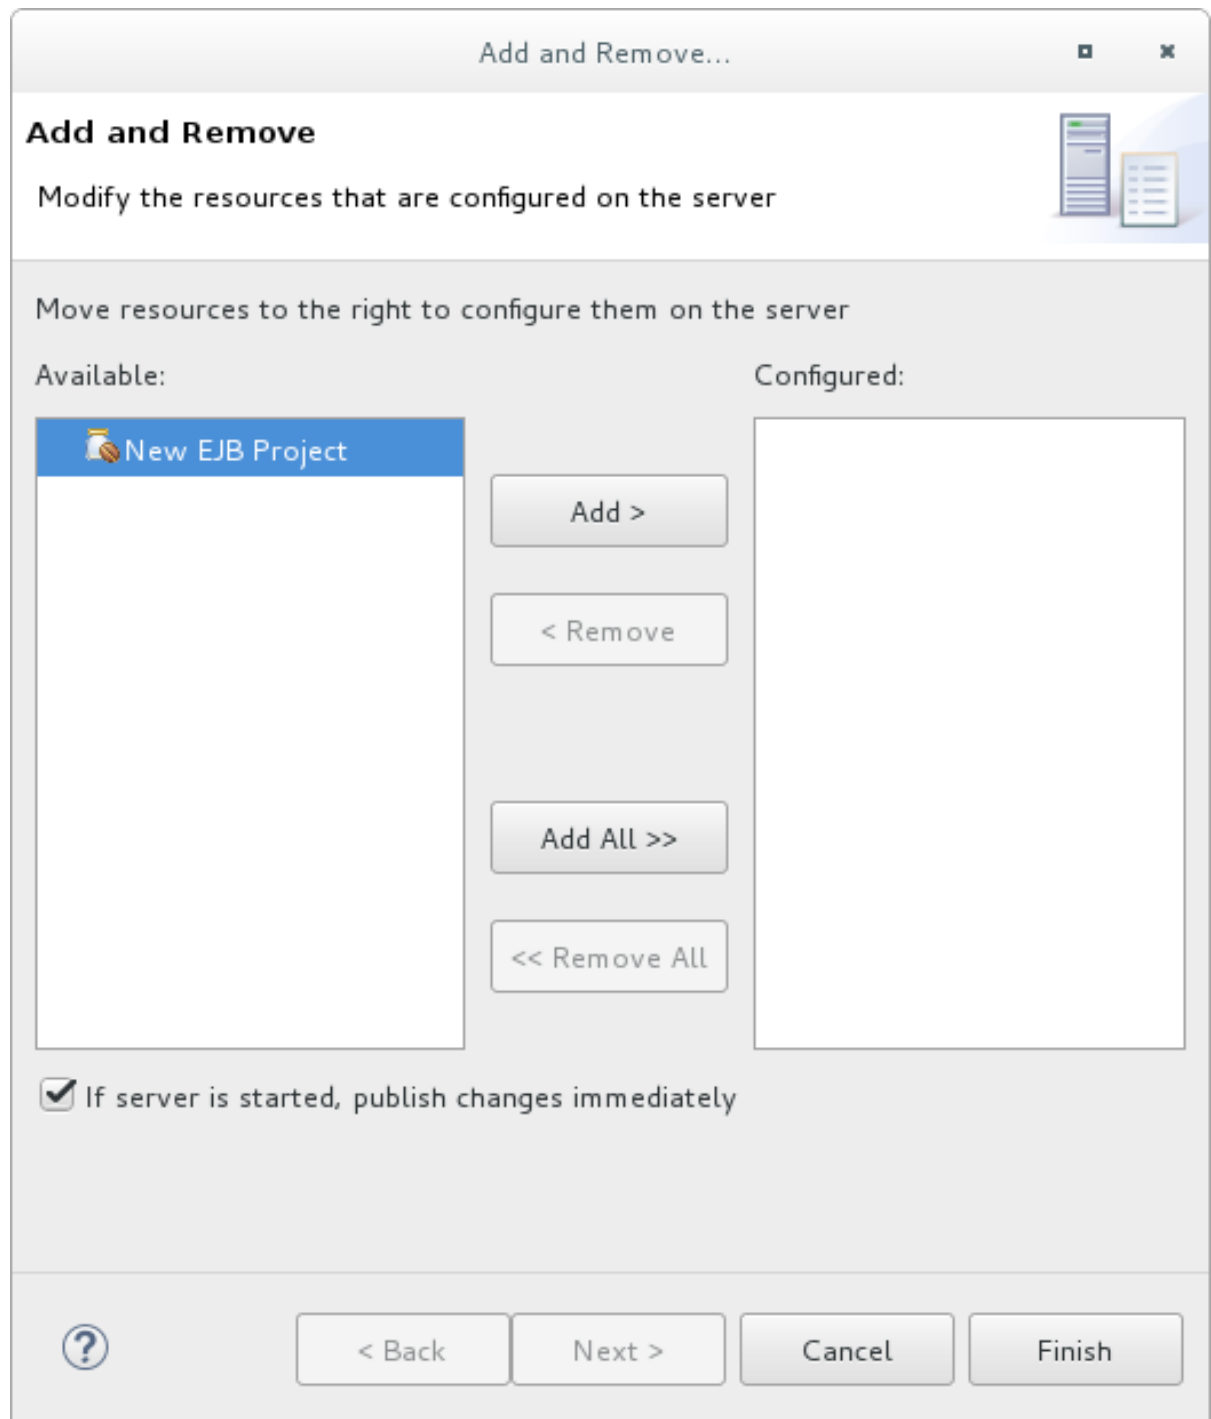 Add and Remove...
Add and Remove
Modify the resources that are configured on the server
Move resources to the right to configure them on the server
Available:
Configured:
New EJB Project
Add >
< Remove
Add All >>
<< Remove All
If server is started, publish changes immediately
?
< Back
Next >
Cancel
Finish